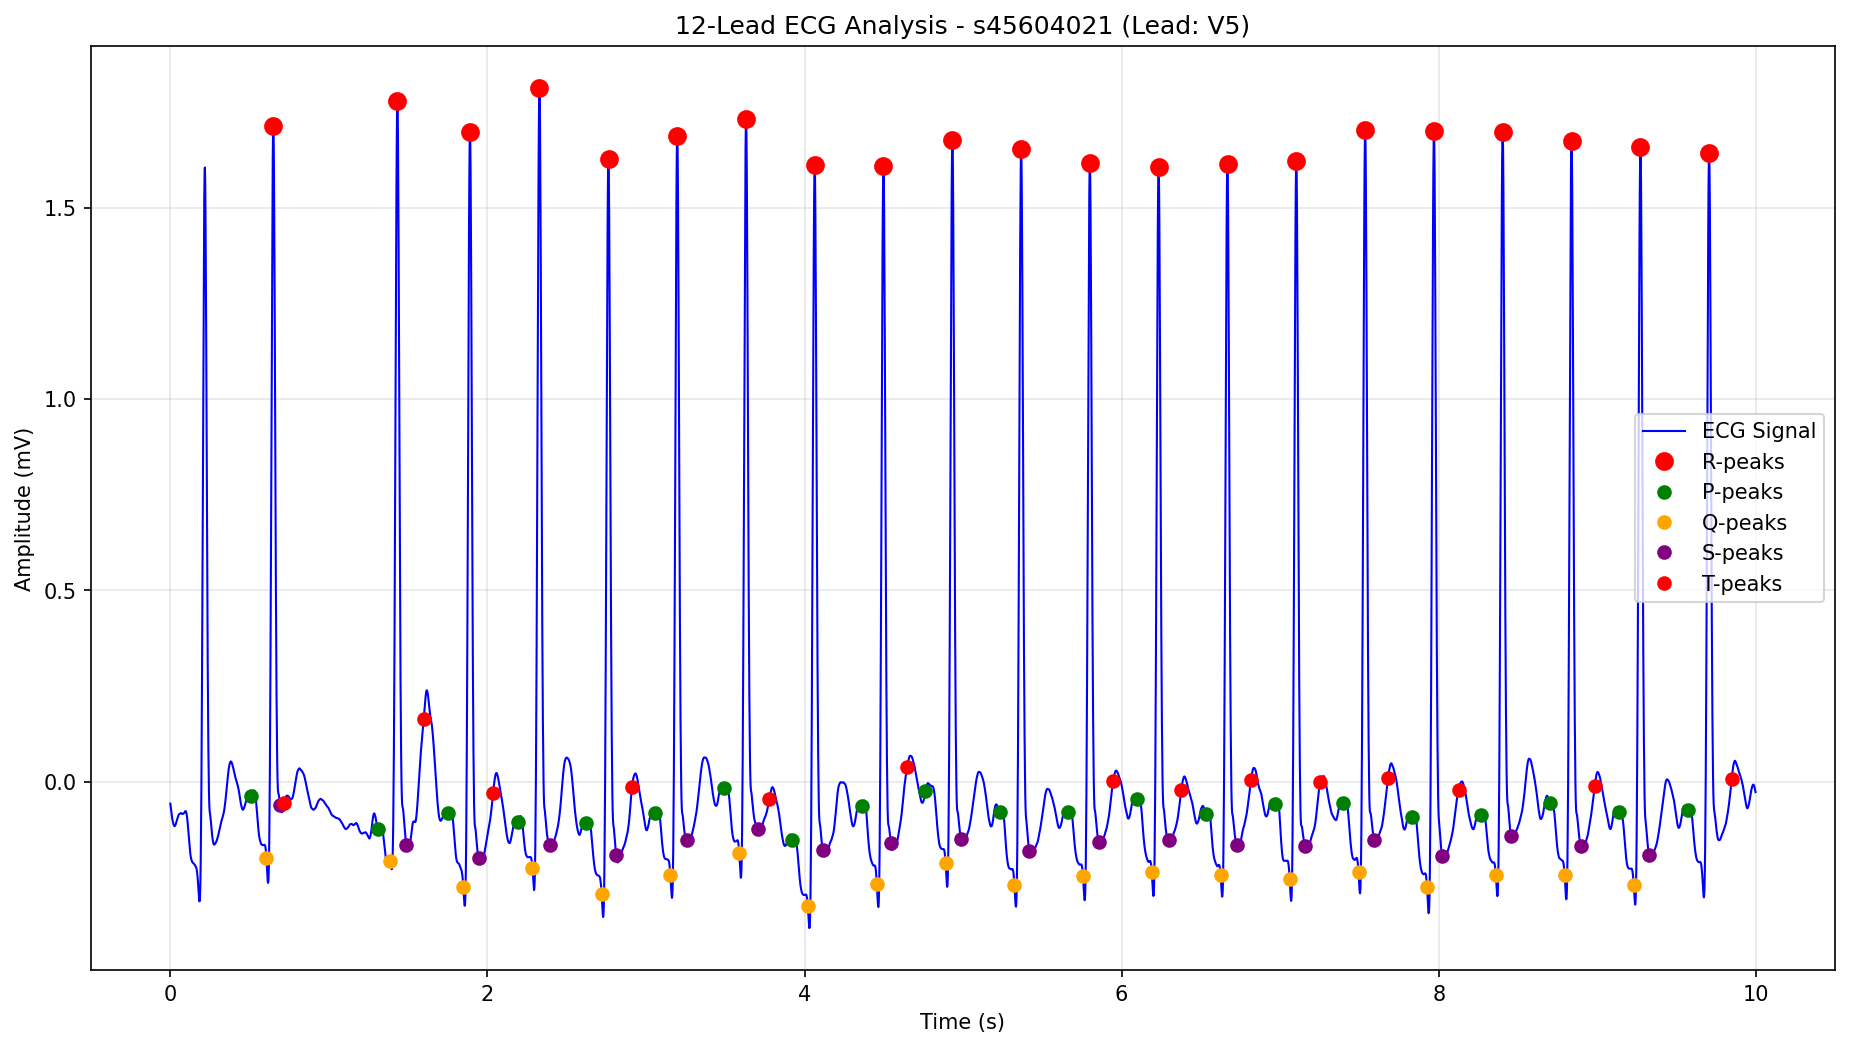 12-Lead ECG Analysis - s45604021 (Lead: V5)
Amplitude (mV)
1.5
1.0
0.5
0.0
ECG Signal
R-peaks
P-peaks
Q-peaks
S-peaks
T-peaks
0 2 4 6 8 10
Time (s)